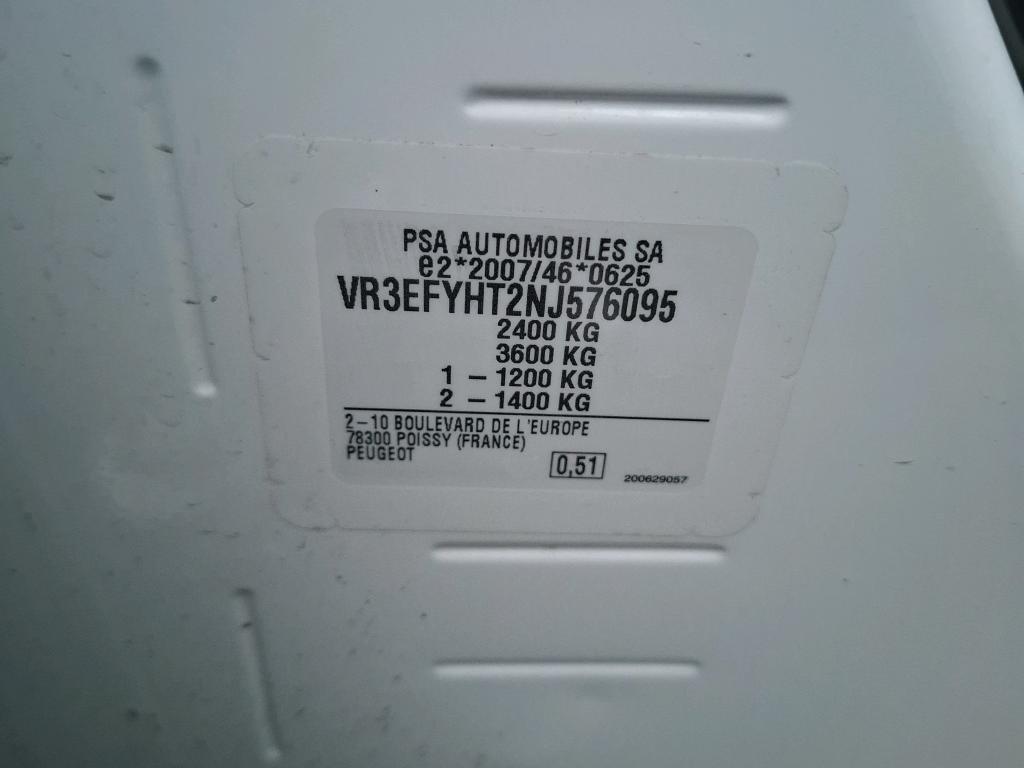 PSA AUTOMOBILES SA
e2*2007/46*0625
VR3EFYHT2NJ576095
2400 KG
3600 KG
1 – 1200 KG
2 – 1400 KG
2–10 BOULEVARD DE L'EUROPE
78300 POISSY (FRANCE)
PEUGEOT
0,51
200629057